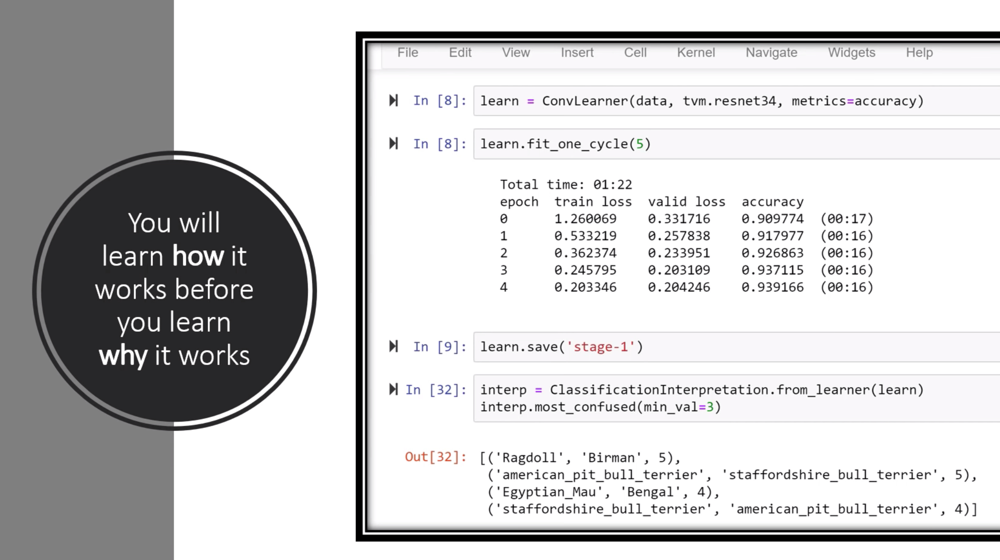 You will
learn how it
works before
you learn
why it works
File Edit View Insert Cell Kernel Navigate Widgets Help
In [8]: learn = ConvLearner(data, tvm.resnet34, metrics=accuracy)
In [8]: learn.fit_one_cycle(5)
Total time: 01:22
epoch train loss valid loss accuracy
0 1.260069 0.331716 0.909774 (00:17)
1 0.533219 0.257838 0.917977 (00:16)
2 0.362374 0.233951 0.926863 (00:16)
3 0.245795 0.203109 0.937115 (00:16)
4 0.203346 0.204246 0.939166 (00:16)
In [9]: learn.save('stage-1')
In [32]: interp = ClassificationInterpretation.from_learner(learn)
interp.most_confused(min_val=3)
Out[32]: [('Ragdoll', 'Birman', 5),
('american_pit_bull_terrier', 'staffordshire_bull_terrier', 5),
('Egyptian_Mau', 'Bengal', 4),
('staffordshire_bull_terrier', 'american_pit_bull_terrier', 4)]